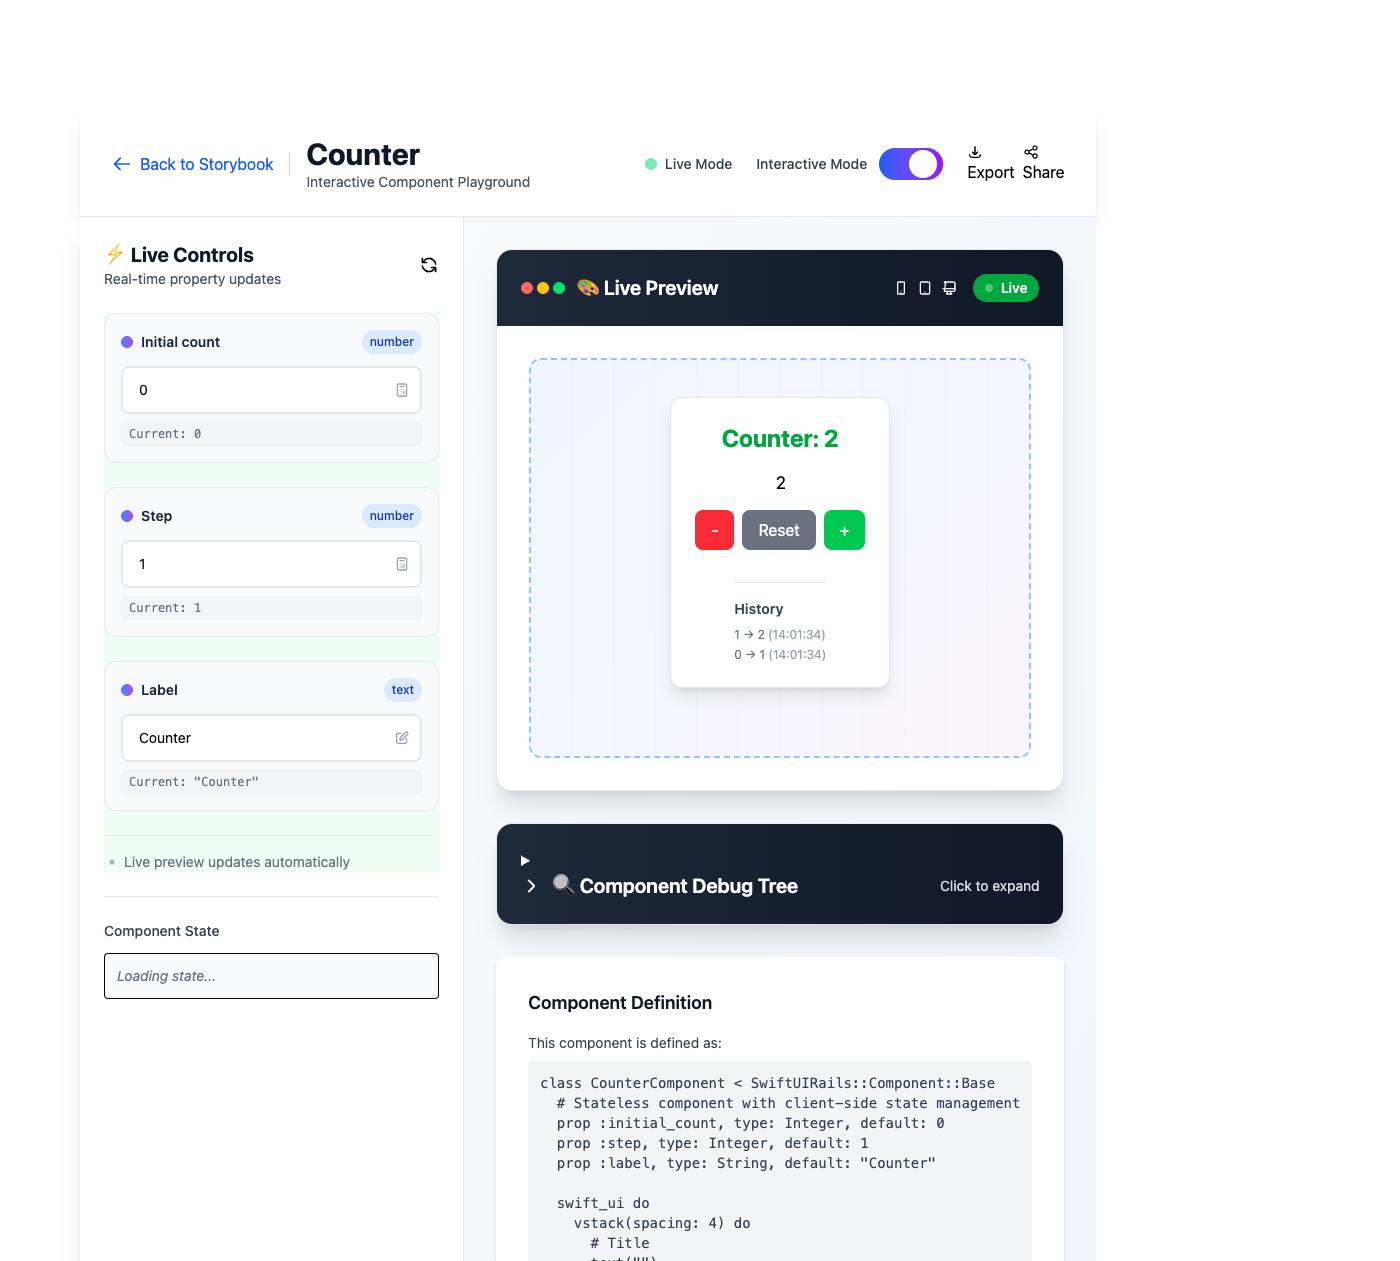 Back to Storybook
Counter
Interactive Component Playground
Live Mode
Interactive Mode
Export
Share
⚡ Live Controls
Real-time property updates
Initial count
number
0
Current: 0
Step
number
1
Current: 1
Label
text
Counter
Current: "Counter"
Live preview updates automatically
Component State
Loading state...
🎨 Live Preview
Live
Counter: 2
2
-
Reset
+
History
1 → 2 (14:01:34)
0 → 1 (14:01:34)
🔍 Component Debug Tree
Click to expand
Component Definition
This component is defined as:
class CounterComponent < SwiftUIRails::Component::Base
  # Stateless component with client-side state management
  prop :initial_count, type: Integer, default: 0
  prop :step, type: Integer, default: 1
  prop :label, type: String, default: "Counter"

  swift_ui do
    vstack(spacing: 4) do
      # Title